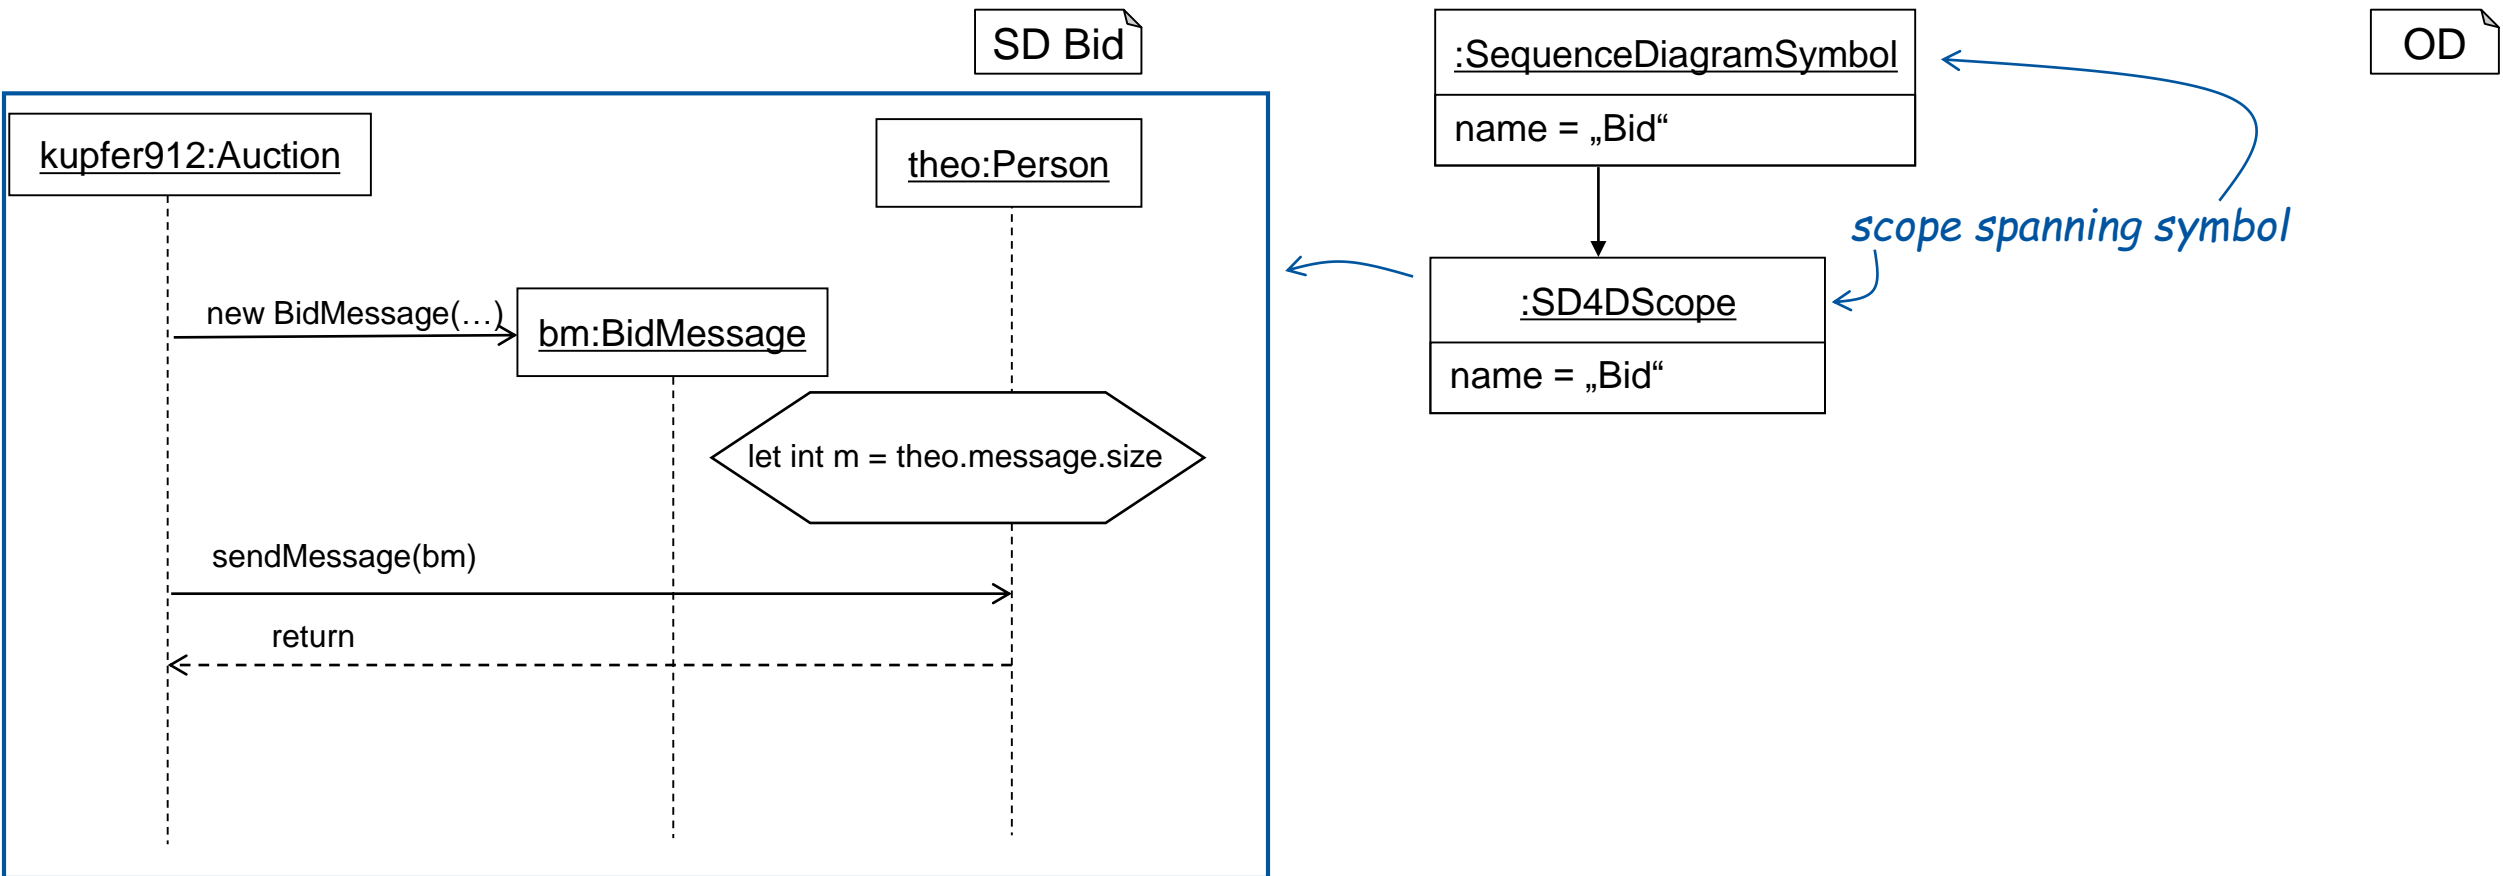 SD Bid
kupfer912:Auction
theo:Person
new BidMessage(…)
bm:BidMessage
let int m = theo.message.size
sendMessage(bm)
return
:SequenceDiagramSymbol
name = „Bid“
OD
scope spanning symbol
:SD4DScope
name = „Bid“